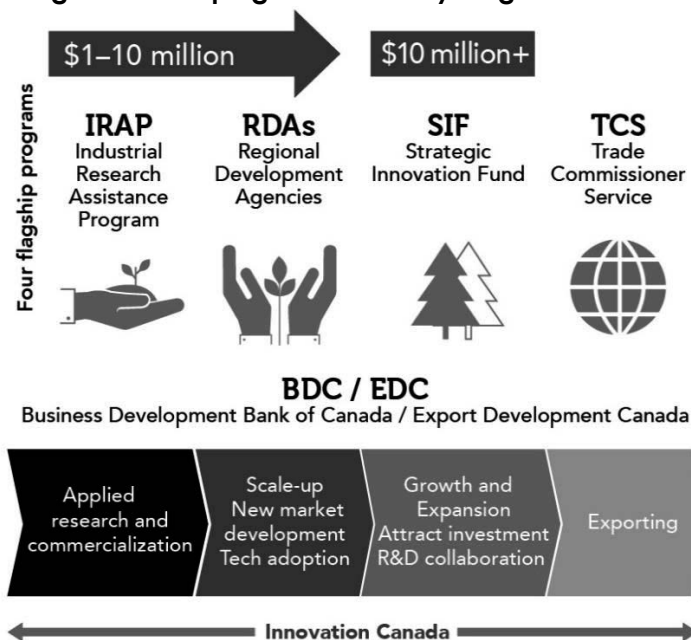 $1–10 million
$10 million+
Four flagship programs
IRAP
Industrial
Research
Assistance
Program
RDAs
Regional
Development
Agencies
SIF
Strategic
Innovation Fund
TCS
Trade
Commissioner
Service
BDC / EDC
Business Development Bank of Canada / Export Development Canada
Applied
research and
commercialization
Scale-up
New market
development
Tech adoption
Growth and
Expansion
Attract investment
R&D collaboration
Exporting
Innovation Canada